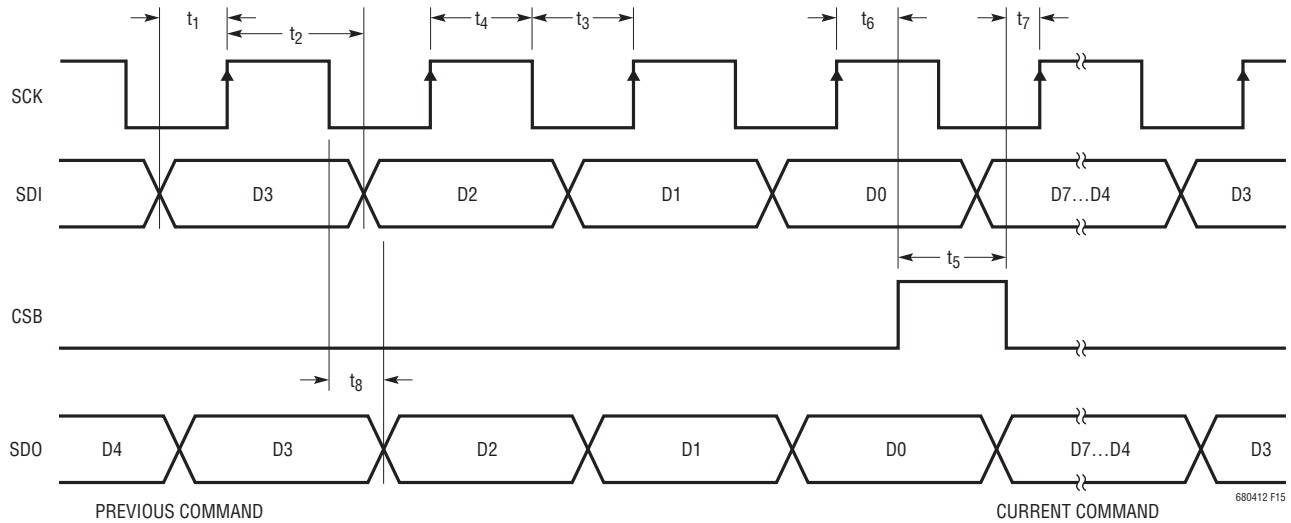 t1 t2 t4 t3 t6 t7
SCK
SDI D3 D2 D1 D0 D7...D4 D3
t5
CSB
t8
SDO D4 D3 D2 D1 D0 D7...D4 D3
680412 F15
PREVIOUS COMMAND CURRENT COMMAND